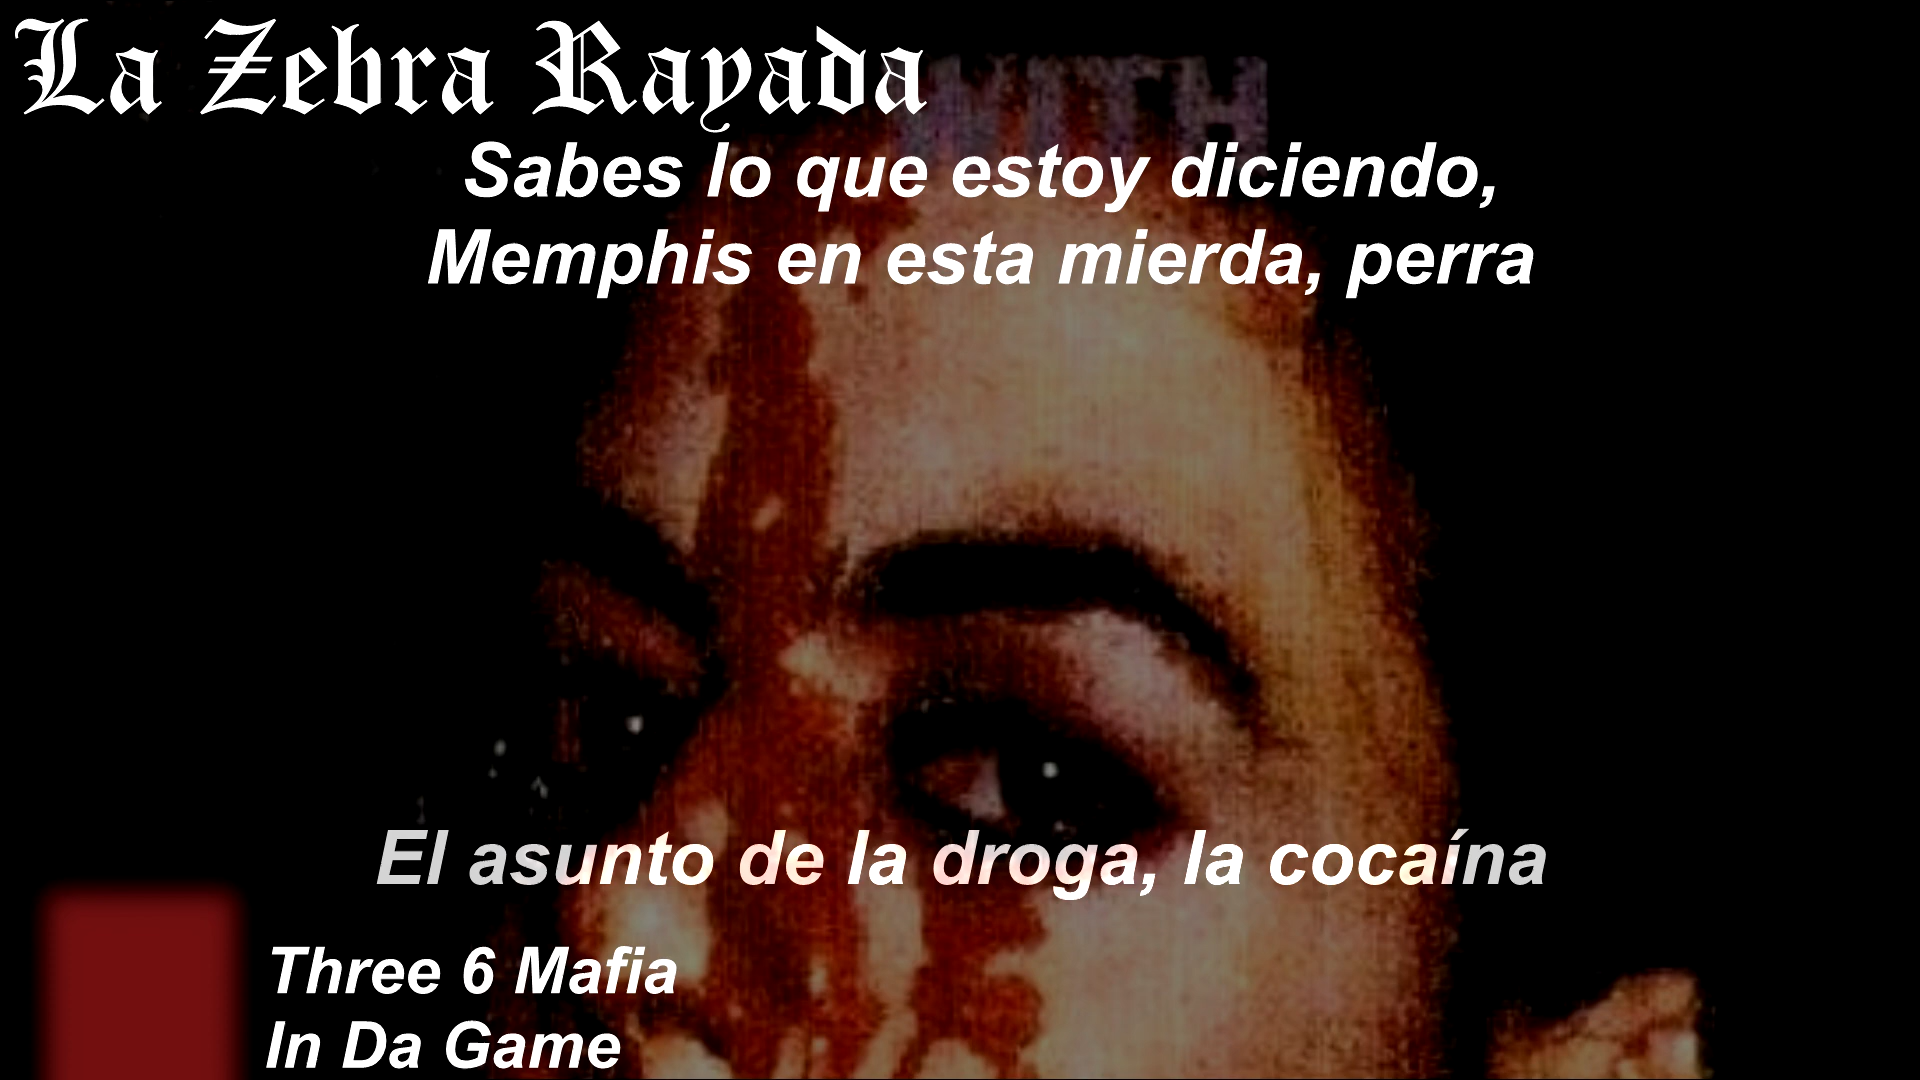 La Zebra Rayada
WITH
Sabes lo que estoy diciendo,
Memphis en esta mierda, perra
El asunto de la droga, la cocaína
Three 6 Mafia
In Da Game